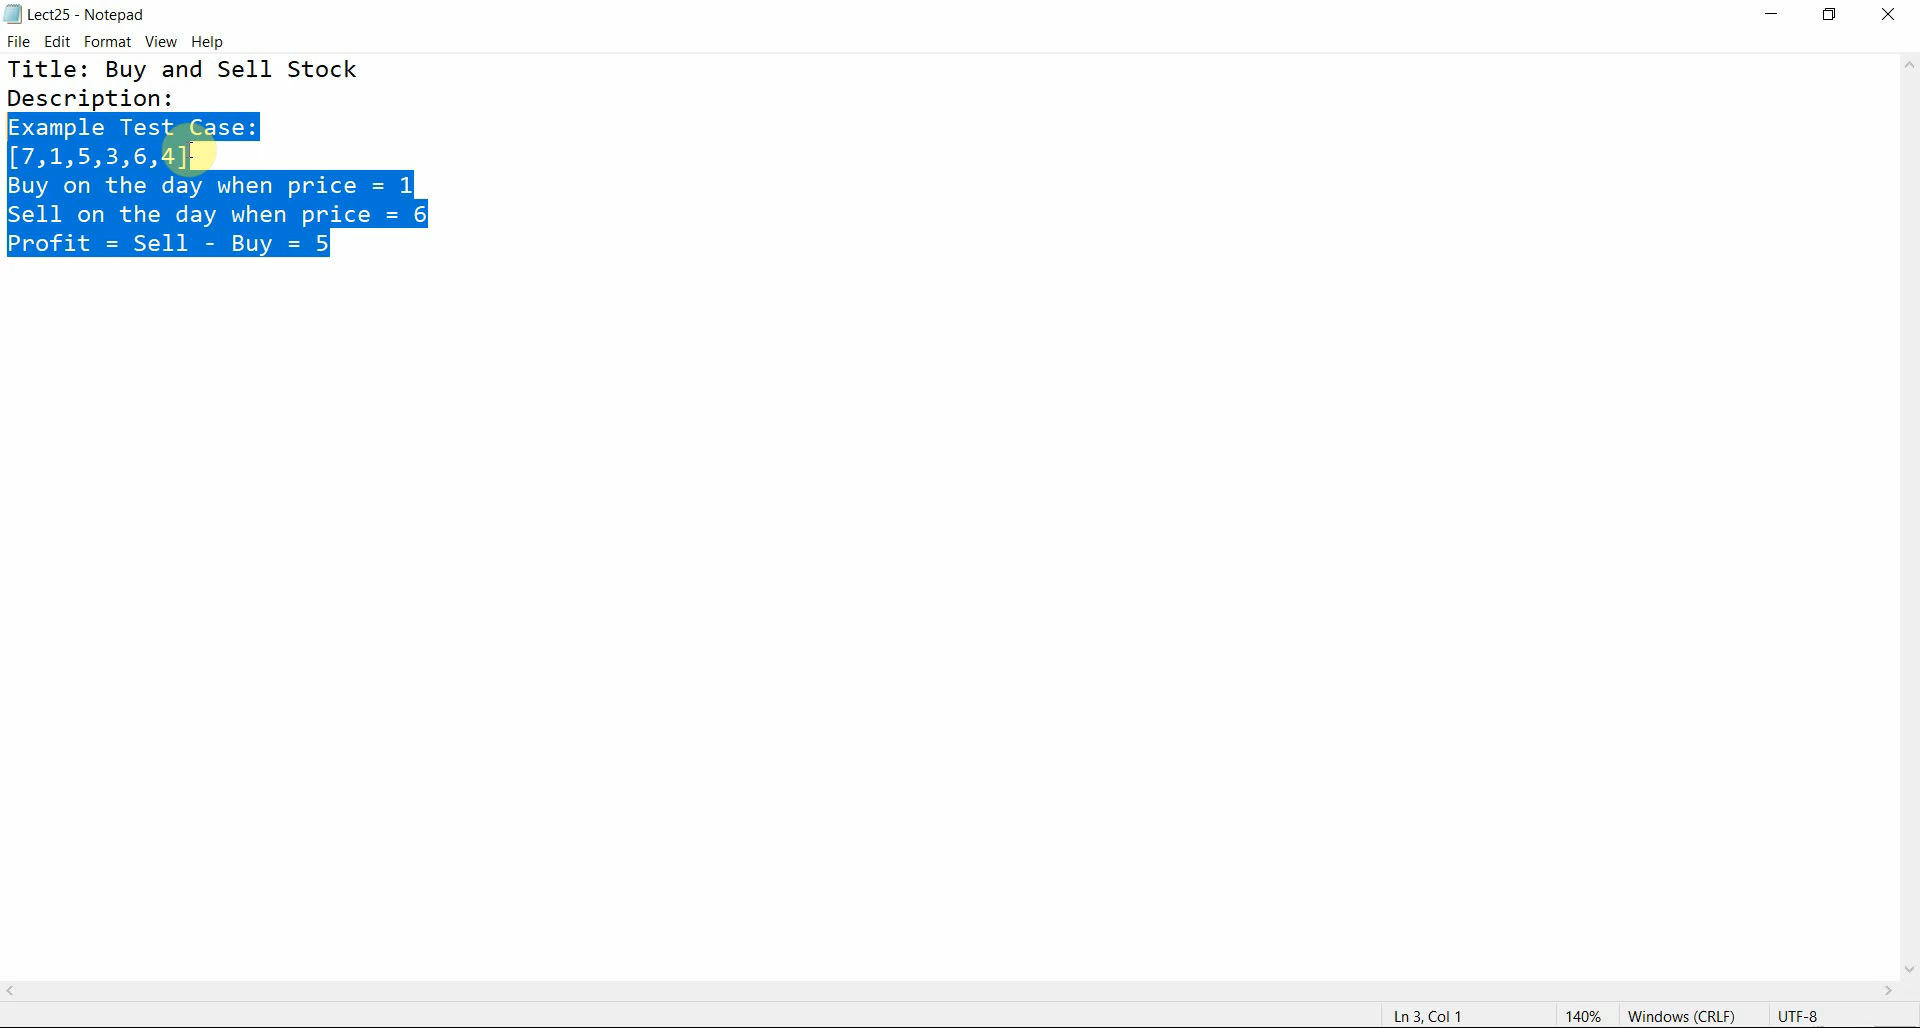 Lect25 - Notepad
File Edit Format View Help
Title: Buy and Sell Stock
Description:
Example Test Case:
[7,1,5,3,6,4]
Buy on the day when price = 1
Sell on the day when price = 6
Profit = Sell - Buy = 5
Ln 3, Col 1 140% Windows (CRLF) UTF-8